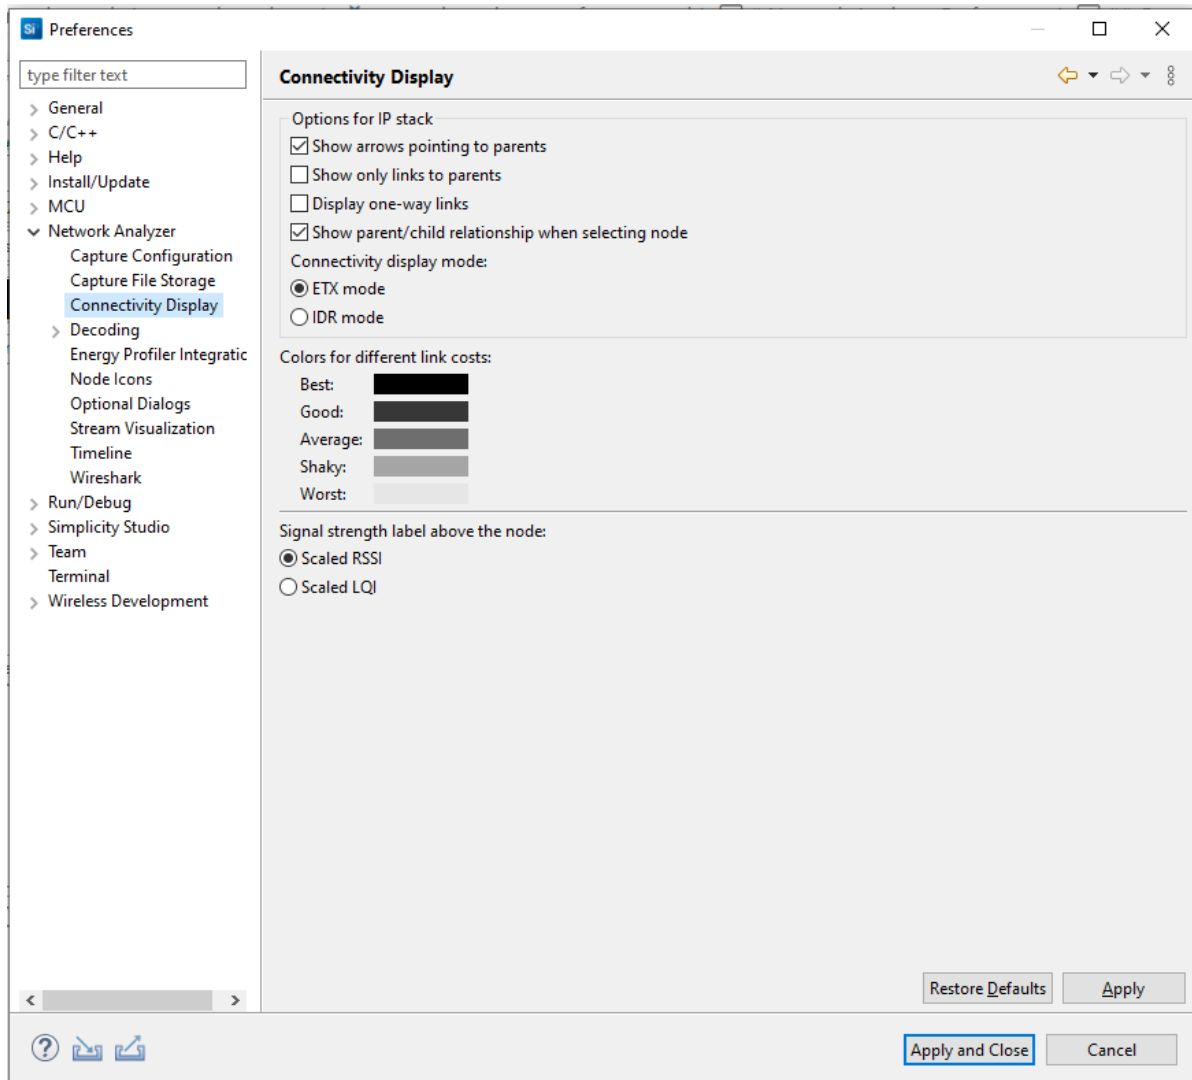 Si
Preferences
type filter text
General
C/C++
Help
Install/Update
MCU
Network Analyzer
Capture Configuration
Capture File Storage
Connectivity Display
Decoding
Energy Profiler Integratic
Node Icons
Optional Dialogs
Stream Visualization
Timeline
Wireshark
Run/Debug
Simplicity Studio
Team
Terminal
Wireless Development
Connectivity Display
Options for IP stack
Show arrows pointing to parents
Show only links to parents
Display one-way links
Show parent/child relationship when selecting node
Connectivity display mode:
ETX mode
IDR mode
Colors for different link costs:
Best:
Good:
Average:
Shaky:
Worst:
Signal strength label above the node:
Scaled RSSI
Scaled LQI
Restore Defaults Apply
Apply and Close Cancel